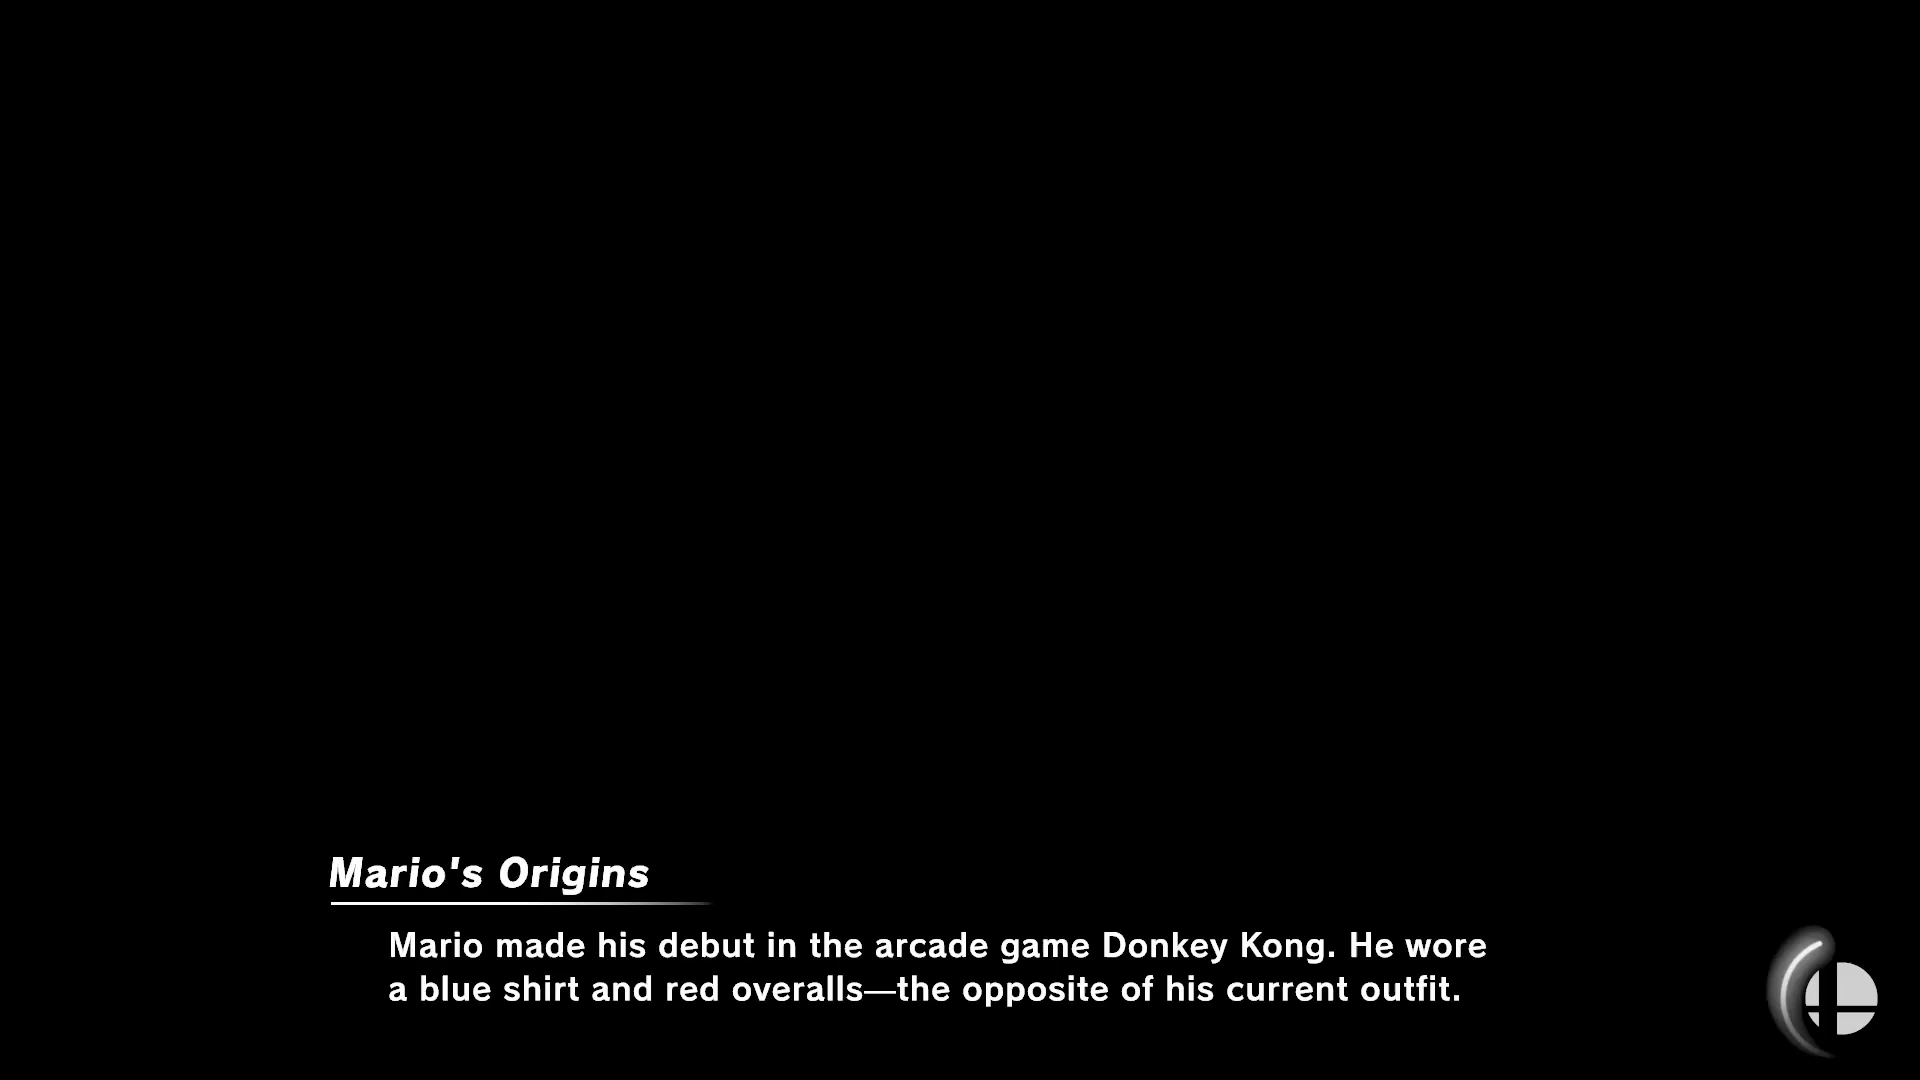 Mario's Origins
Mario made his debut in the arcade game Donkey Kong. He wore
a blue shirt and red overalls—the opposite of his current outfit.